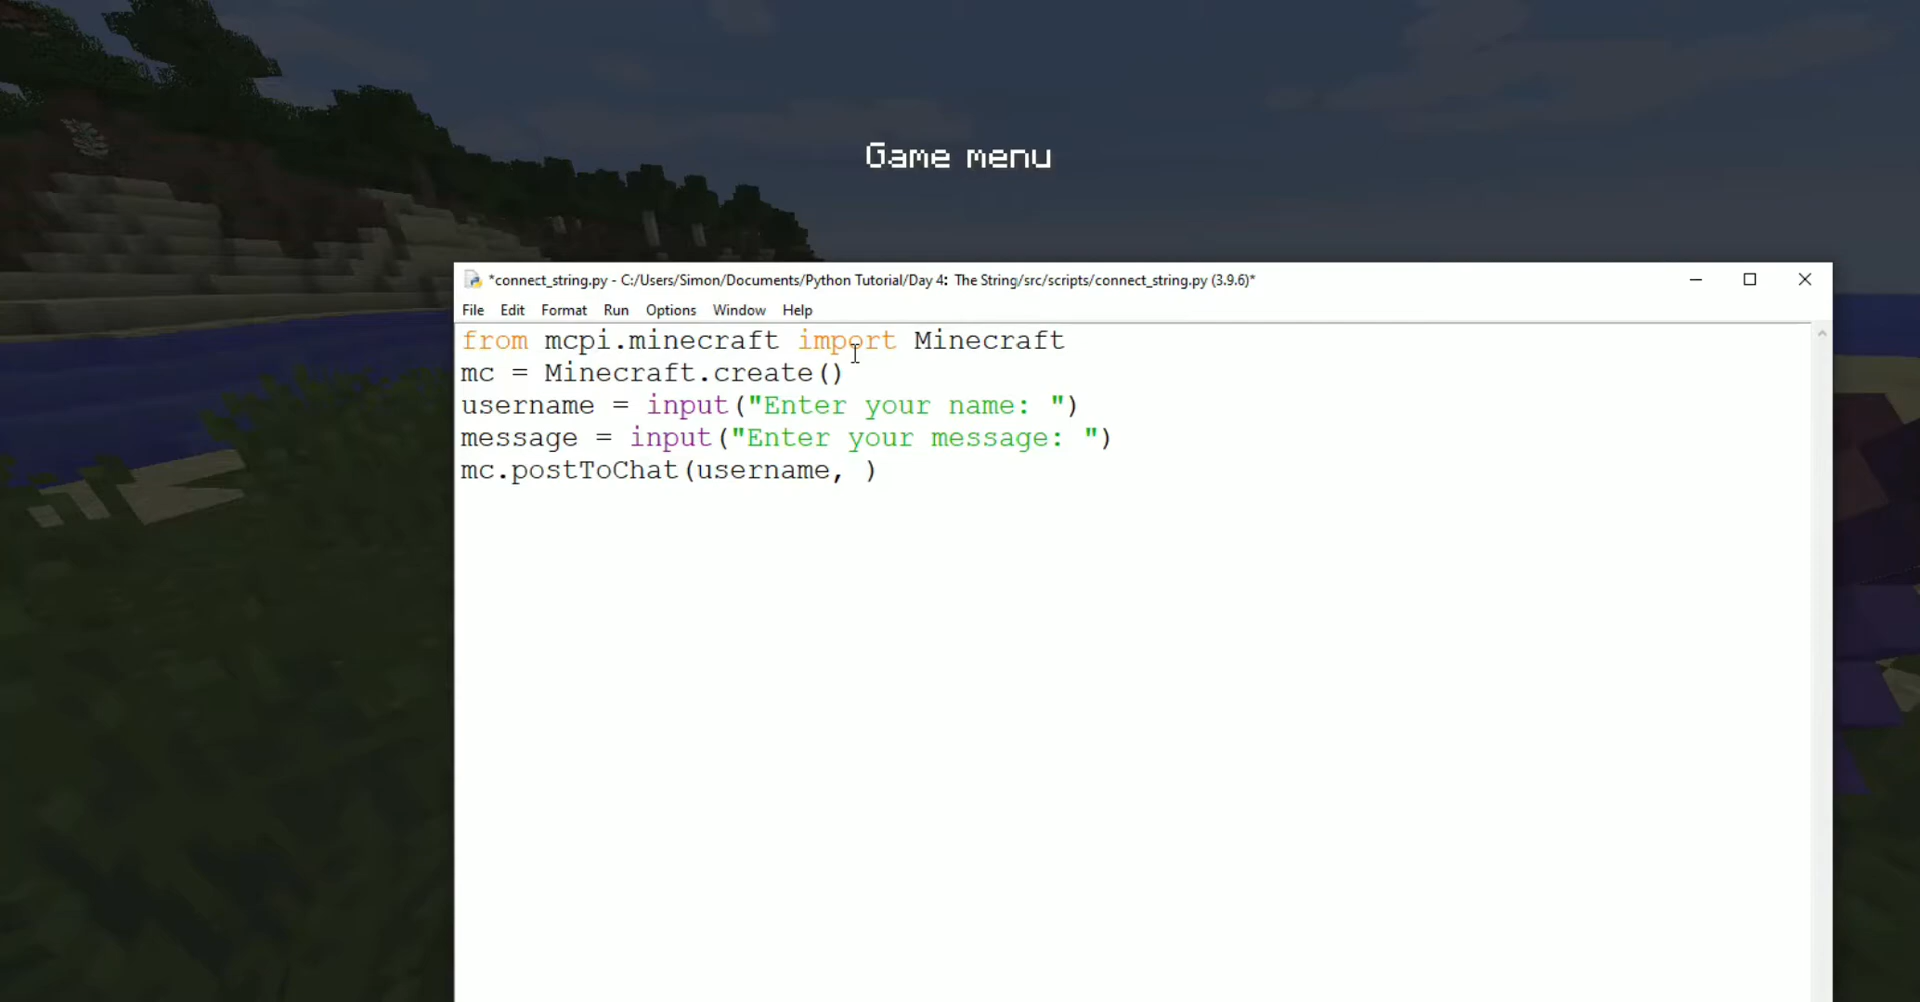 Game menu
*connect_string.py - C:/Users/Simon/Documents/Python Tutorial/Day 4: The String/src/scripts/connect_string.py (3.9.6)*
File Edit Format Run Options Window Help
from mcpi.minecraft import Minecraft
mc = Minecraft.create()
username = input("Enter your name: ")
message = input("Enter your message: ")
mc.postToChat(username, )